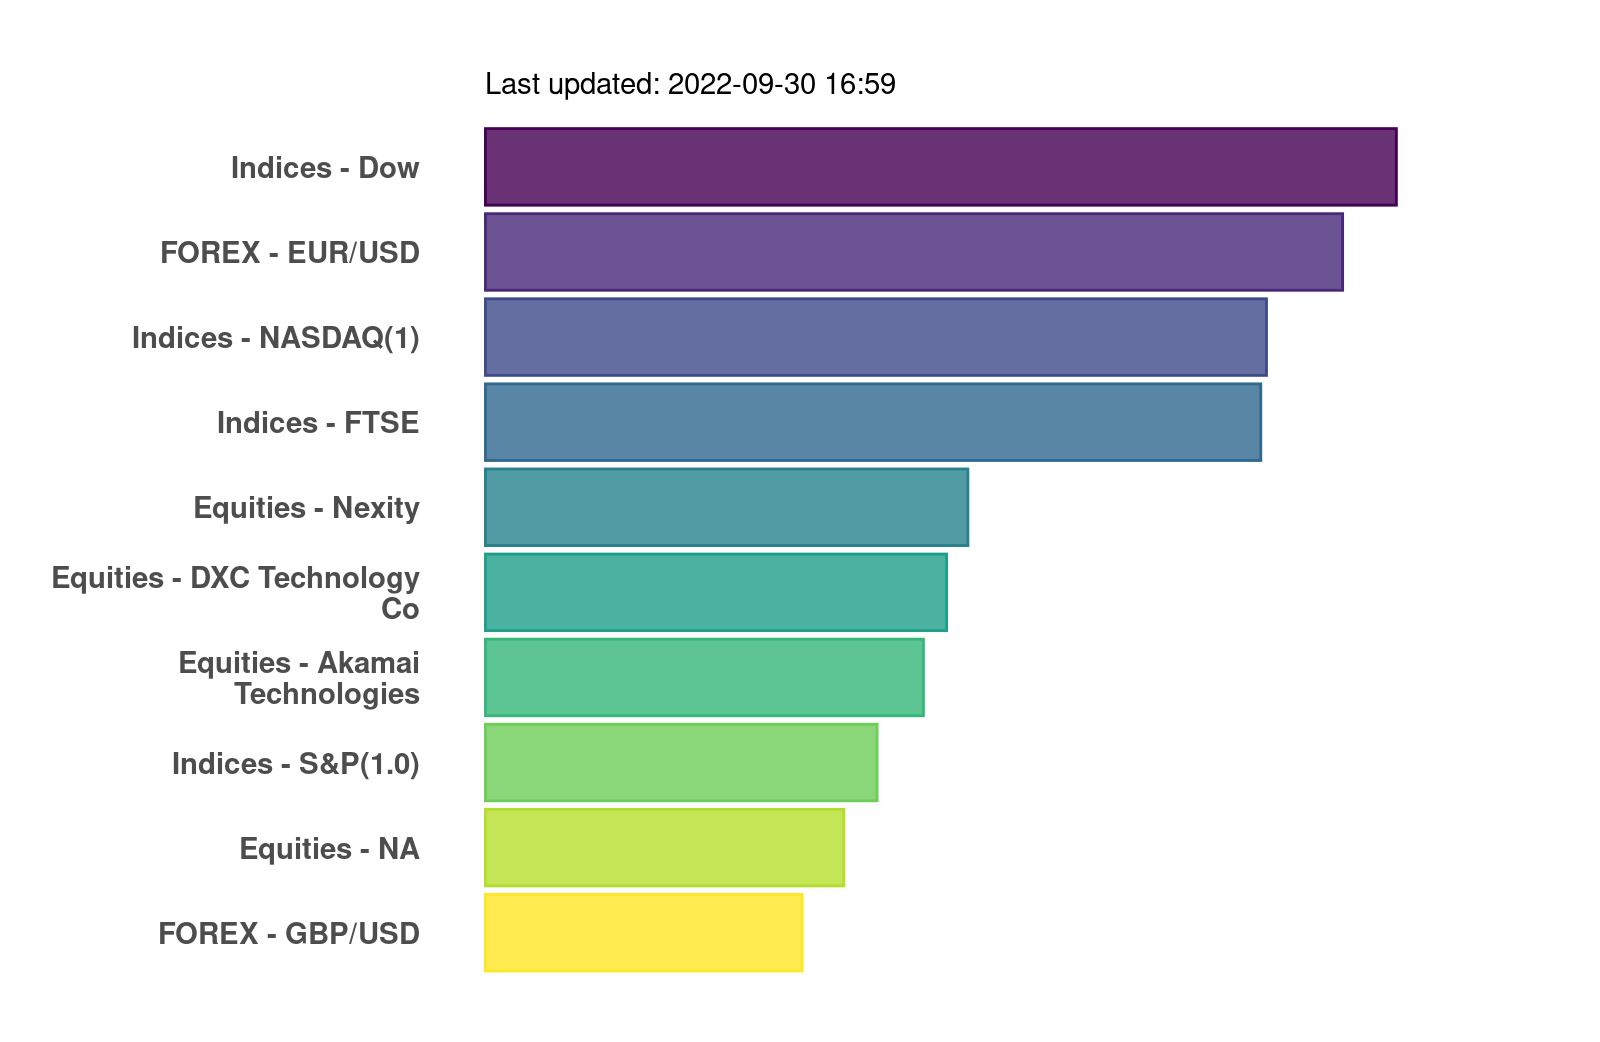 Last updated: 2022-09-30 16:59
Indices - Dow
FOREX - EUR/USD
Indices - NASDAQ(1)
Indices - FTSE
Equities - Nexity
Equities - DXC Technology
Co
Equities - Akamai
Technologies
Indices - S&P(1.0)
Equities - NA
FOREX - GBP/USD